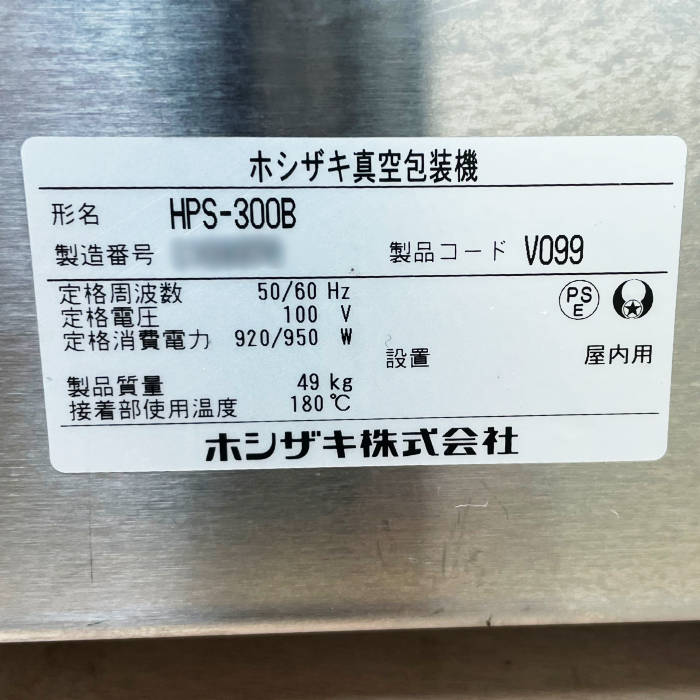 ホシザキ真空包装機
形名 HPS-300B
製造番号
製品コード V099
定格周波数 50/60 Hz
定格電圧 100 V
定格消費電力 920/950 W
PS
E
設置 屋内用
製品質量 49 kg
接着部使用温度 180℃
ホシザキ株式会社